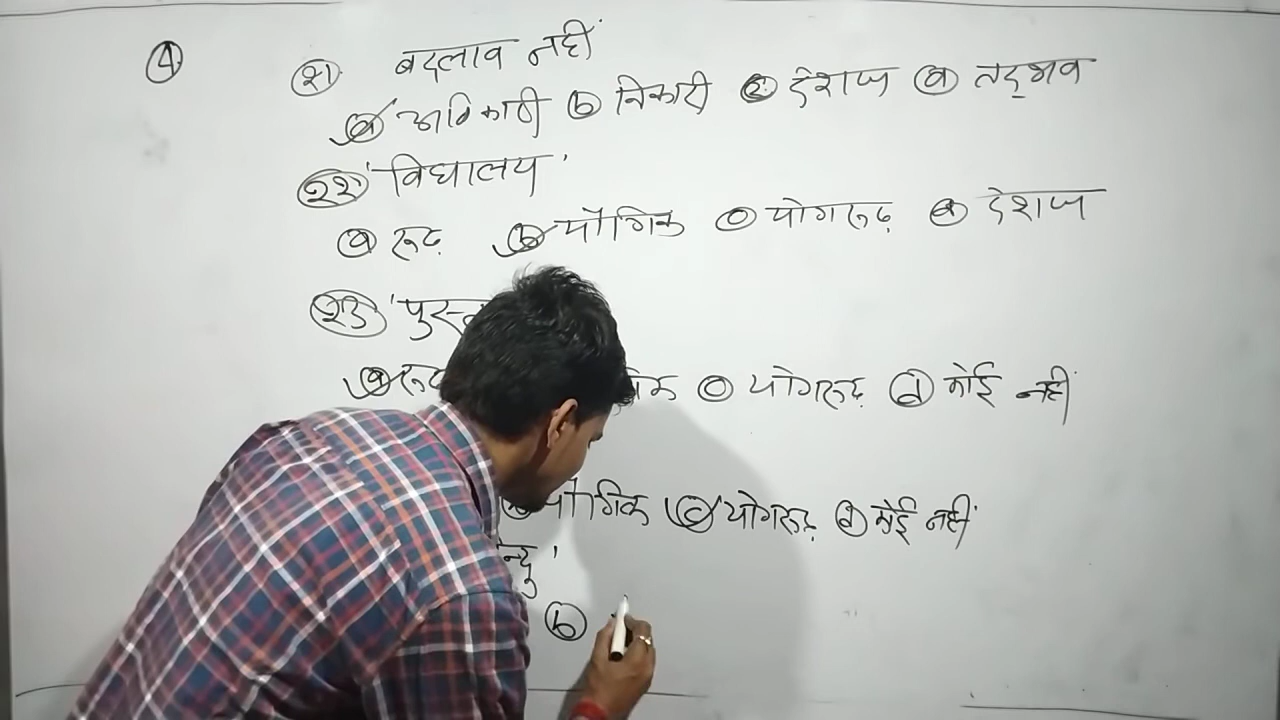 ④ २१ बदलाव नहीं
ⓐ अविकारी ⓑ विकारी ⓒ देशज ⓓ तद्भव
२२ 'विद्यालय'
ⓐ रूढ़ ⓑ यौगिक ⓒ योगरूढ़ ⓓ देशज
२३
ⓐ ⓒ योगरूढ़ ⓓ कोई नहीं
यौगिक ⓒ योगरूढ़ ⓓ कोई नहीं
ⓑ